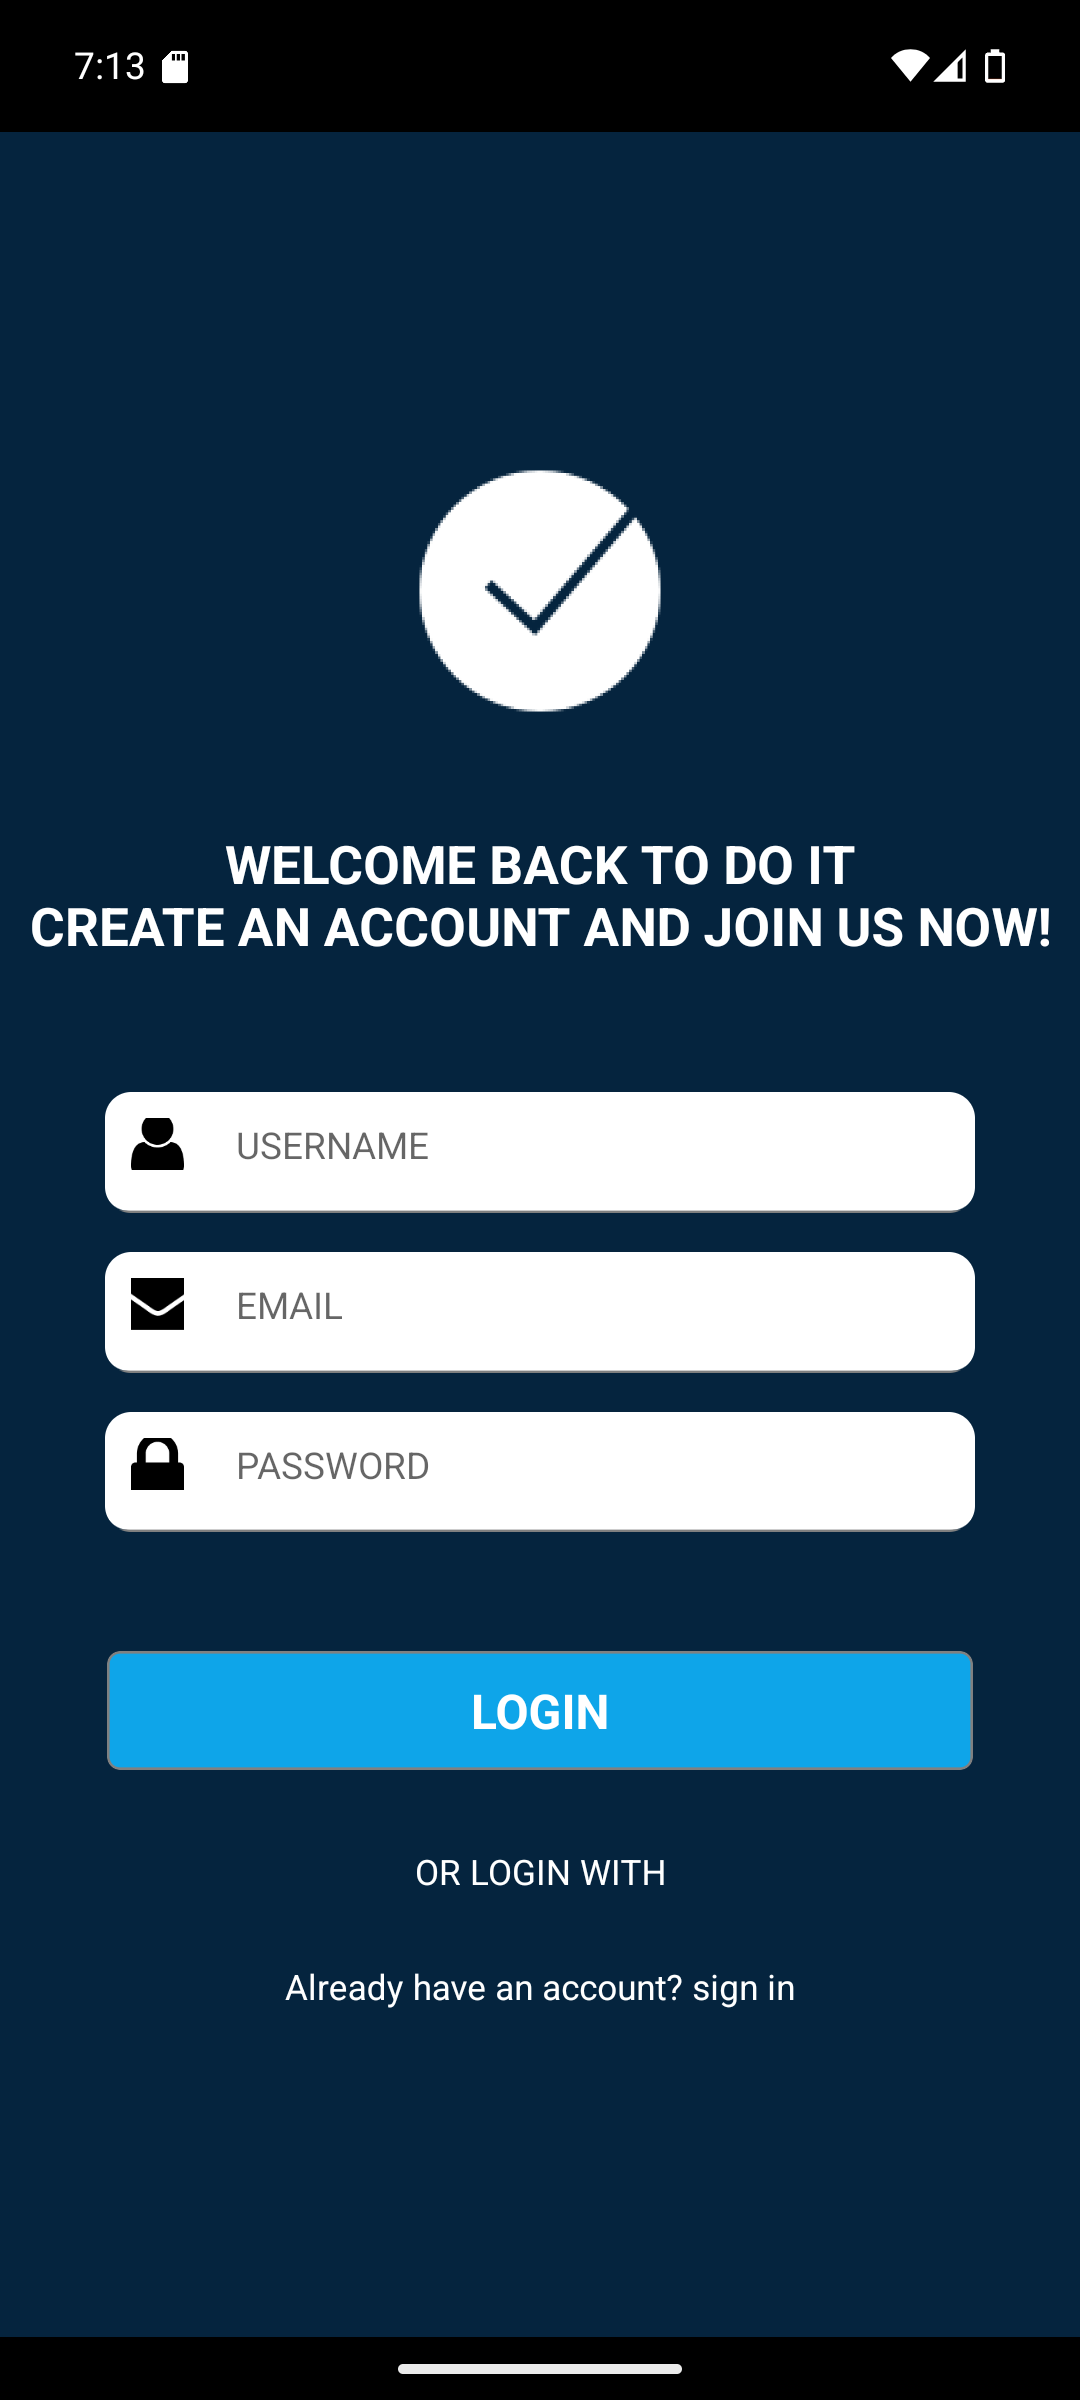 7:13
WELCOME BACK TO DO IT
CREATE AN ACCOUNT AND JOIN US NOW!
USERNAME
EMAIL
PASSWORD
LOGIN
OR LOGIN WITH
Already have an account? sign in